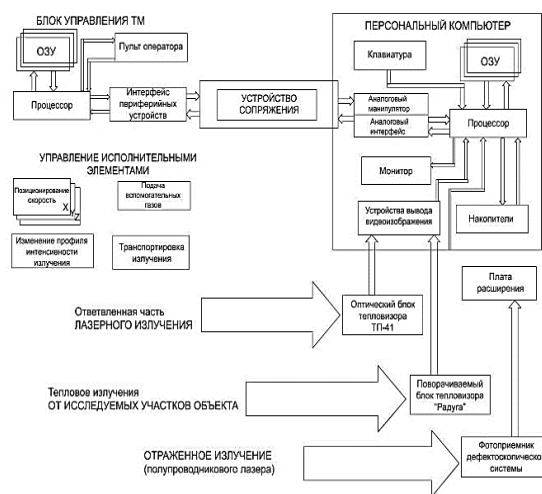 БЛОК УПРАВЛЕНИЯ ТМ
ОЗУ
Пульт оператора
Процессор
Интерфейс
периферийных
устройств
УСТРОЙСТВО
СОПРЯЖЕНИЯ
ПЕРСОНАЛЬНЫЙ КОМПЬЮТЕР
Клавиатура
ОЗУ
Аналоговый
манипулятор
Аналоговый
интерфейс
Процессор
Монитор
Устройства вывода
видвоизображения
Накопители
УПРАВЛЕНИЕ ИСПОЛНИТЕЛЬНЫМИ
ЭЛЕМЕНТАМИ
Позиционирование
скорость
X
Y
Z
Подача
вспомогательных
газов
Изменение профиля
интенсивености
излучения
Транспортировка
излучения
Плата
расширения
Ответвленная часть
ЛАЗЕРНОГО ИЗЛУЧЕНИЯ
Оптический блок
тепловизора
ТП-41
Тепловое излучения
ОТ ИССЛЕДУЕМЫХ УЧАСТКОВ ОБЪЕКТА
Поворачиваемый
блок тепловизора
"Радуга"
ОТРАЖЕННОЕ ИЗЛУЧЕНИЕ
(полупроводникового лазера)
Фотоприемник
дефектоскопической
системы